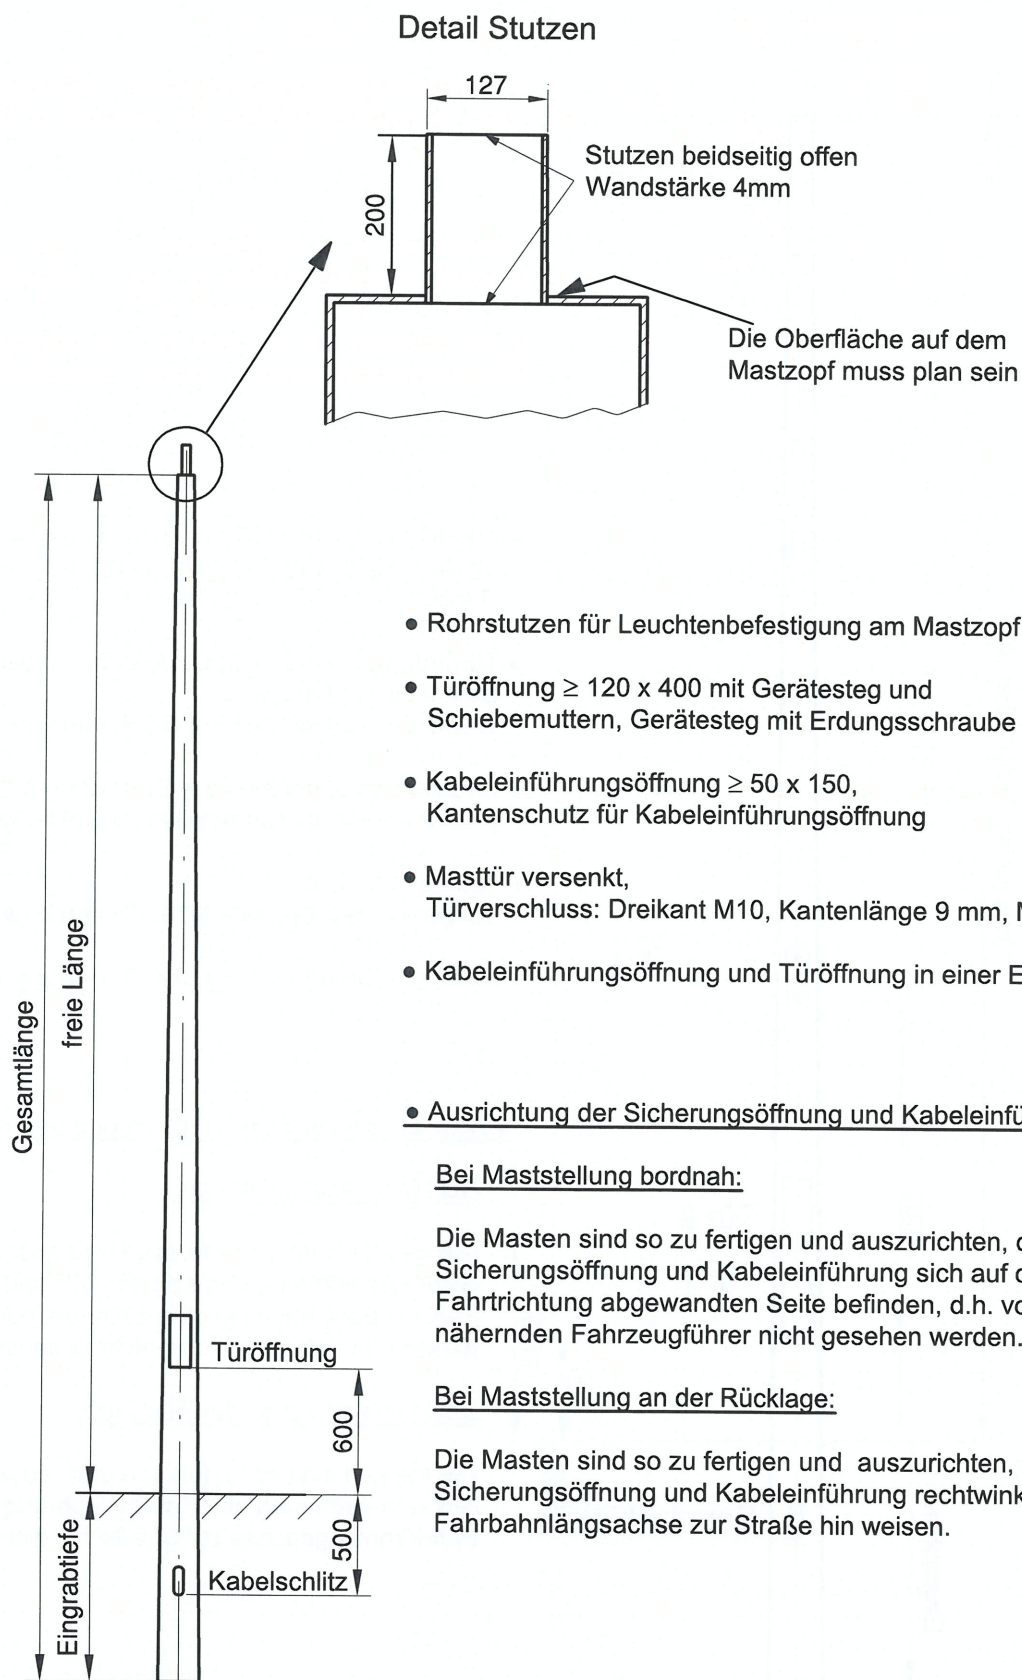 Detail Stutzen
127
200
Stutzen beidseitig offen
Wandstärke 4mm
Die Oberfläche auf dem
Mastzopf muss plan sein
• Rohrstutzen für Leuchtenbefestigung am Mastzopf
• Türöffnung ≥ 120 x 400 mit Gerätesteg und
Schiebemuttern, Gerätesteg mit Erdungsschraube
• Kabeleinführungsöffnung ≥ 50 x 150,
Kantenschutz für Kabeleinführungsöffnung
• Masttür versenkt,
Türverschluss: Dreikant M10, Kantenlänge 9 mm,
• Kabeleinführungsöffnung und Türöffnung in einer
Gesamtlänge
freie Länge
• Ausrichtung der Sicherungsöffnung und
Bei Maststellung bordnah:
Die Masten sind so zu fertigen und auszurichten,
Sicherungsöffnung und Kabeleinführung sich auf
Fahrtrichtung abgewandten Seite befinden, d.h.
nähernden Fahrzeugführer nicht gesehen werden.
Türöffnung
600
Bei Maststellung an der Rücklage:
Die Masten sind so zu fertigen und auszurichten,
Sicherungsöffnung und Kabeleinführung
Fahrbahnlängsachse zur Straße hin weisen.
500
Kabelschlitz
Eingrabtiefe